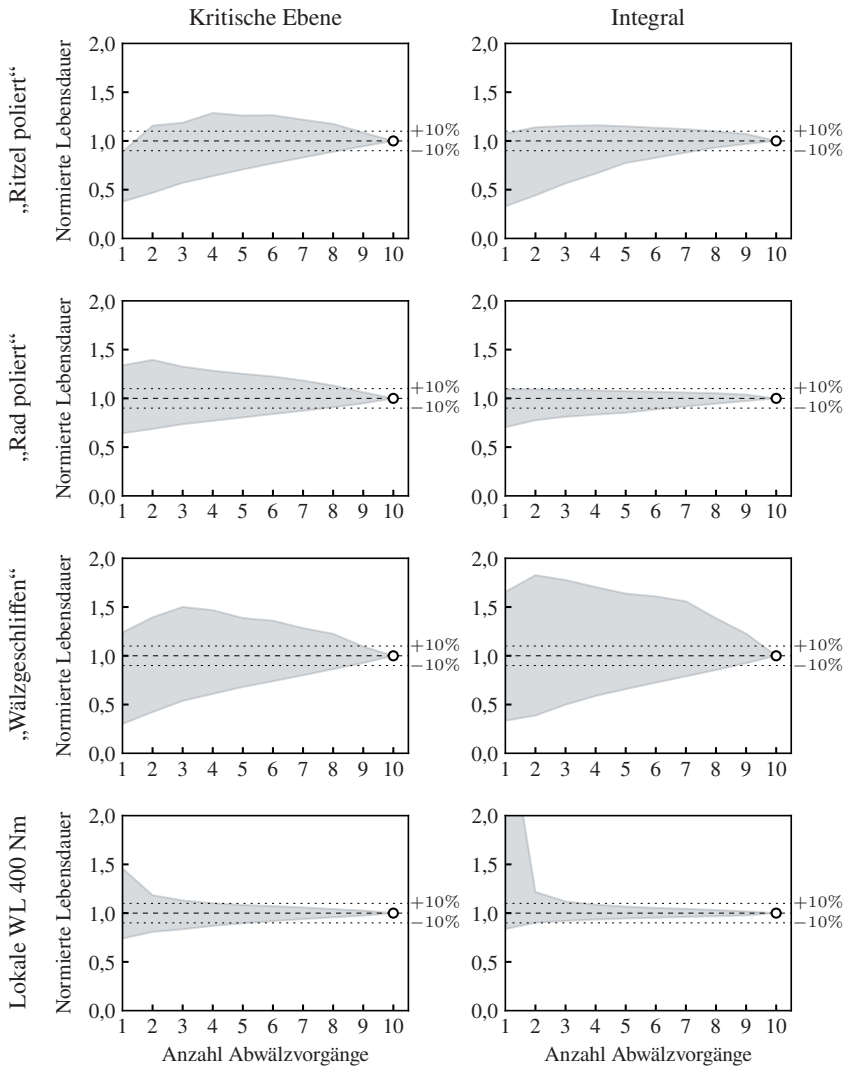 Kritische Ebene
Integral
„Ritzel poliert“
Normierte Lebensdauer
2,0
1,5
1,0
0,5
0,0
1 2 3 4 5 6 7 8 9 10
+10%
−10%
2,0
1,5
1,0
0,5
0,0
1 2 3 4 5 6 7 8 9 10
+10%
−10%
„Rad poliert“
Normierte Lebensdauer
2,0
1,5
1,0
0,5
0,0
1 2 3 4 5 6 7 8 9 10
+10%
−10%
2,0
1,5
1,0
0,5
0,0
1 2 3 4 5 6 7 8 9 10
+10%
−10%
„Wälzgeschliffen“
Normierte Lebensdauer
2,0
1,5
1,0
0,5
0,0
1 2 3 4 5 6 7 8 9 10
+10%
−10%
2,0
1,5
1,0
0,5
0,0
1 2 3 4 5 6 7 8 9 10
+10%
−10%
Lokale WL 400 Nm
Normierte Lebensdauer
2,0
1,5
1,0
0,5
0,0
1 2 3 4 5 6 7 8 9 10
+10%
−10%
Anzahl Abwälzvorgänge
2,0
1,5
1,0
0,5
0,0
1 2 3 4 5 6 7 8 9 10
+10%
−10%
Anzahl Abwälzvorgänge